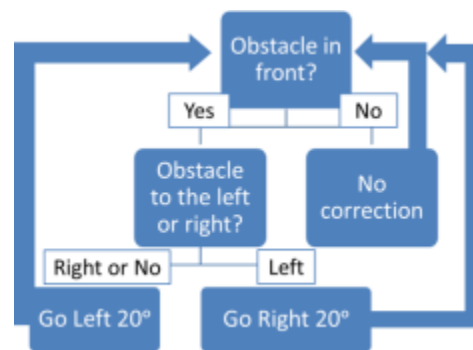 Obstacle in
front?
Yes
No
Obstacle
to the left
or right?
No
correction
Right or No
Left
Go Left 20º
Go Right 20º